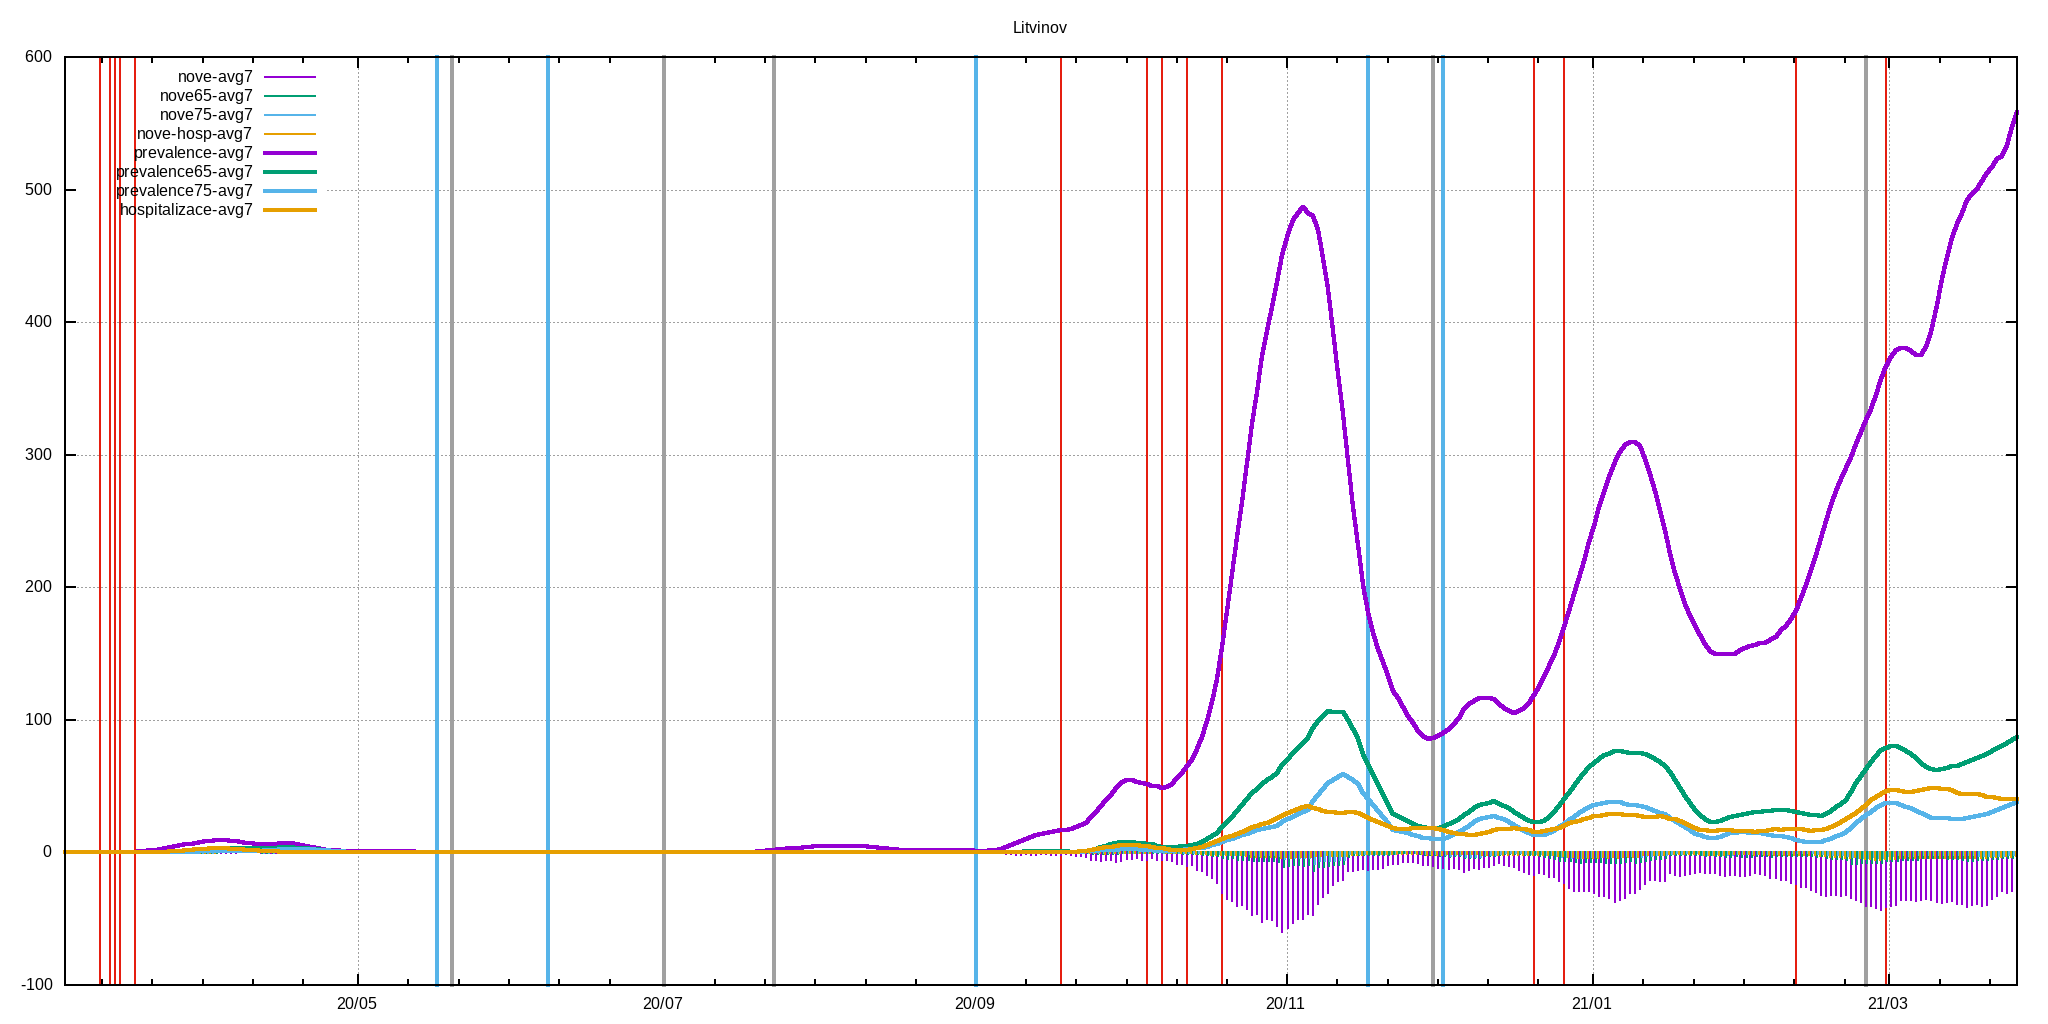 Litvinov
600
500
400
300
200
100
0
-100
nove-avg7
nove65-avg7
nove75-avg7
nove-hosp-avg7
prevalence-avg7
prevalence65-avg7
prevalence75-avg7
hospitalizace-avg7
20/05
20/07
20/09
20/11
21/01
21/03